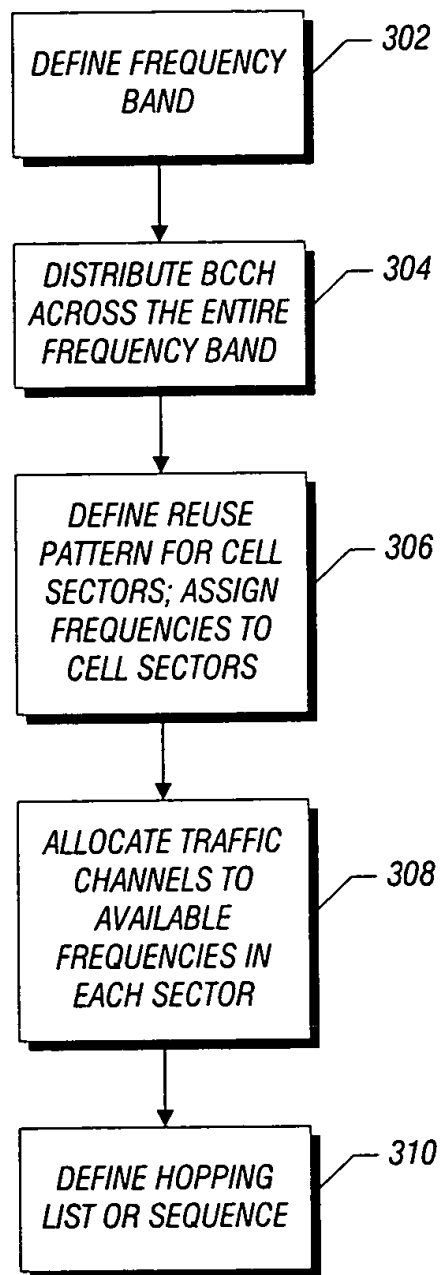 DEFINE FREQUENCY
BAND
302
DISTRIBUTE BCCH
ACROSS THE ENTIRE
FREQUENCY BAND
304
DEFINE REUSE
PATTERN FOR CELL
SECTORS; ASSIGN
FREQUENCIES TO
CELL SECTORS
306
ALLOCATE TRAFFIC
CHANNELS TO
AVAILABLE
FREQUENCIES IN
EACH SECTOR
308
DEFINE HOPPING
LIST OR SEQUENCE
310